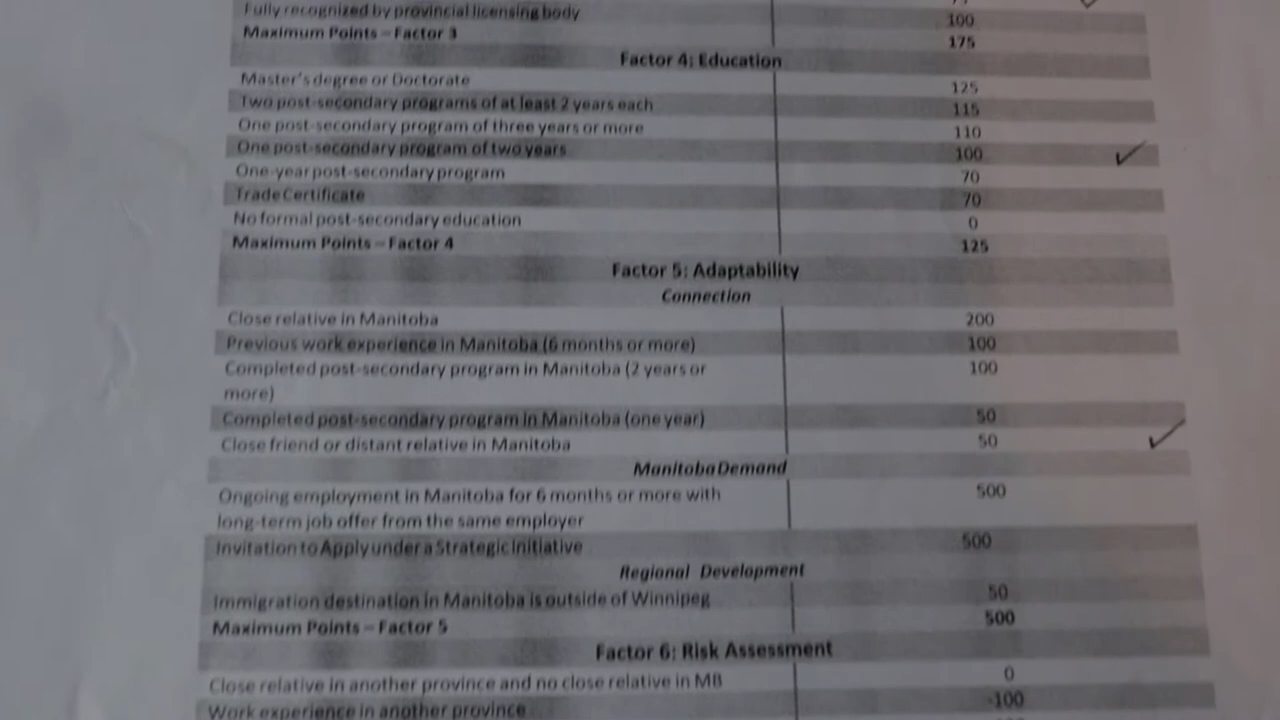 Fully recognized by provincial licensing body 100
Maximum Points – Factor 3 175
Factor 4: Education
Master's degree or Doctorate 125
Two post-secondary programs of at least 2 years each 115
One post-secondary program of three years or more 110
One post-secondary program of two years 100
One-year post-secondary program 70
Trade Certificate 70
No formal post-secondary education 0
Maximum Points – Factor 4 125
Factor 5: Adaptability
Connection
Close relative in Manitoba 200
Previous work experience in Manitoba (6 months or more) 100
Completed post-secondary program in Manitoba (2 years or 100
more)
Completed post-secondary program in Manitoba (one year) 50
Close friend or distant relative in Manitoba 50
Manitoba Demand
Ongoing employment in Manitoba for 6 months or more with 500
long-term job offer from the same employer
Invitation to Apply under a Strategic Initiative 500
Regional Development
Immigration destination in Manitoba is outside of Winnipeg 50
Maximum Points – Factor 5 500
Factor 6: Risk Assessment
Close relative in another province and no close relative in MB 0
Work experience in another province -100